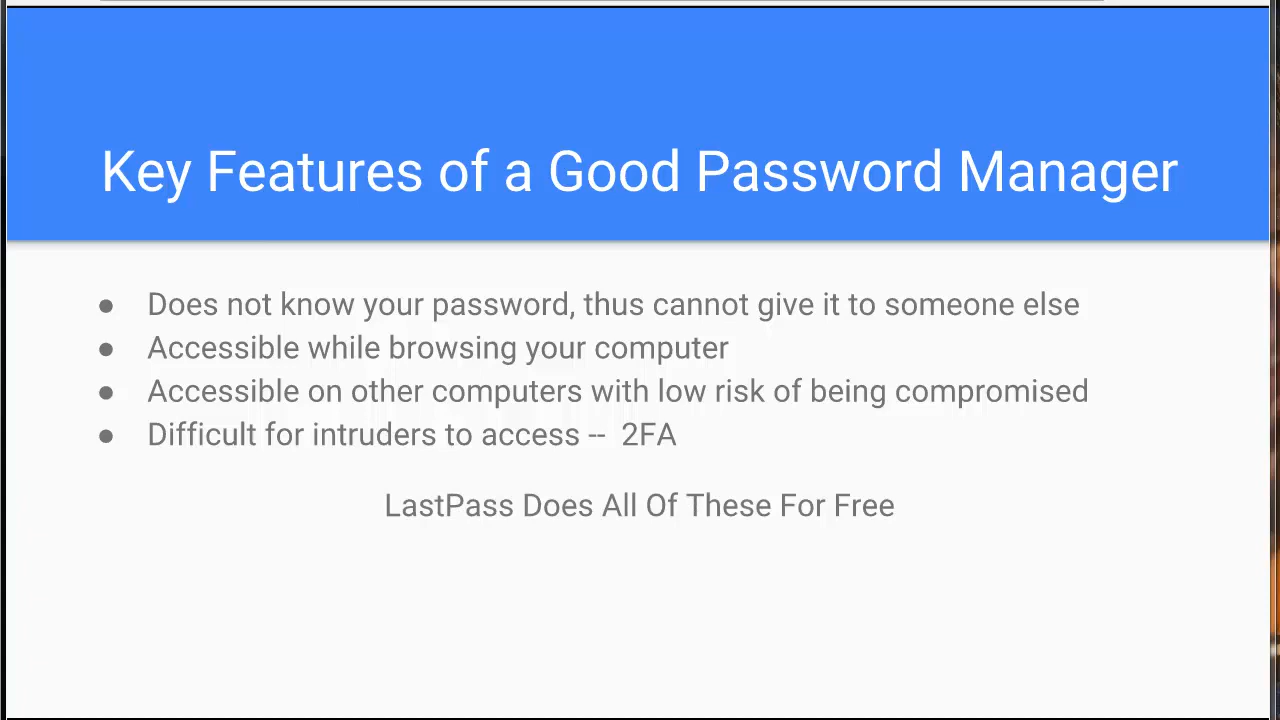 Key Features of a Good Password Manager
● Does not know your password, thus cannot give it to someone else
● Accessible while browsing your computer
● Accessible on other computers with low risk of being compromised
● Difficult for intruders to access -- 2FA
LastPass Does All Of These For Free